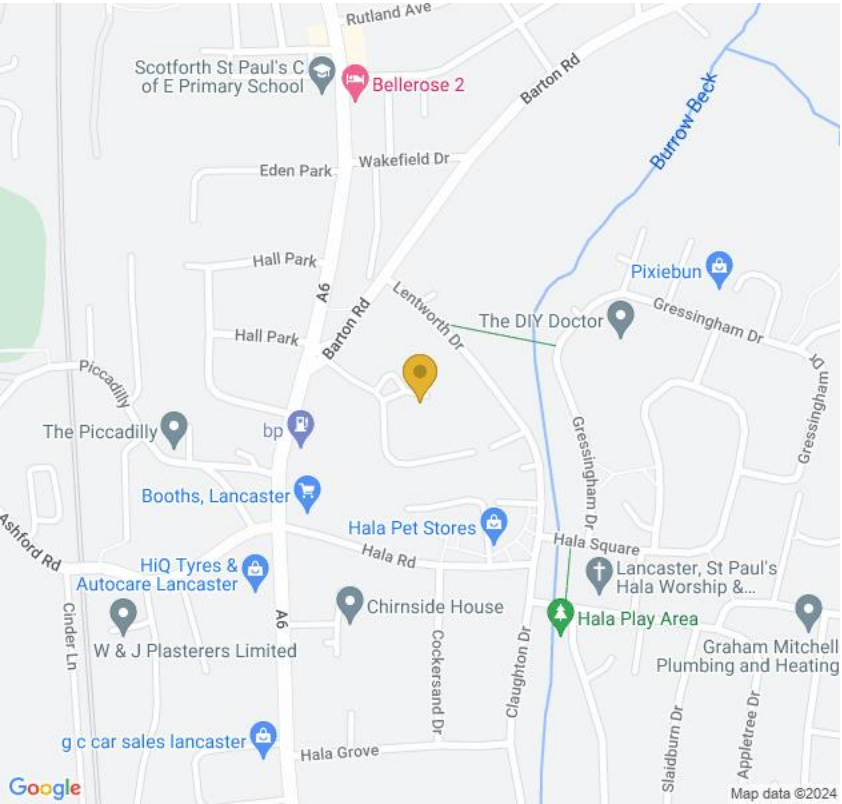 Rutland Ave
Scotforth St Paul's C
of E Primary School
Bellerose 2
Barton Rd
Burrow Beck
Wakefield Dr
Eden Park
Hall Park
A6
Pixiebun
Lentworth Dr
Gressingham Dr
The DIY Doctor
Barton Rd
Hall Park
Piccadilly
Gressingham Dr
The Piccadilly
bp
Gressingham Dr
Booths, Lancaster
Hala Pet Stores
Ashford Rd
Hala Rd
Hala Square
HiQ Tyres &
Autocare Lancaster
Lancaster, St Paul's
Hala Worship &...
Cinder Ln
A6
Chirnside House
Hala Play Area
W & J Plasterers Limited
Cockersand Dr
Claughton Dr
Graham Mitchell
Plumbing and Heating
Slaidburn Dr
Appletree Dr
g c car sales lancaster
Hala Grove
Google
Map data ©2024